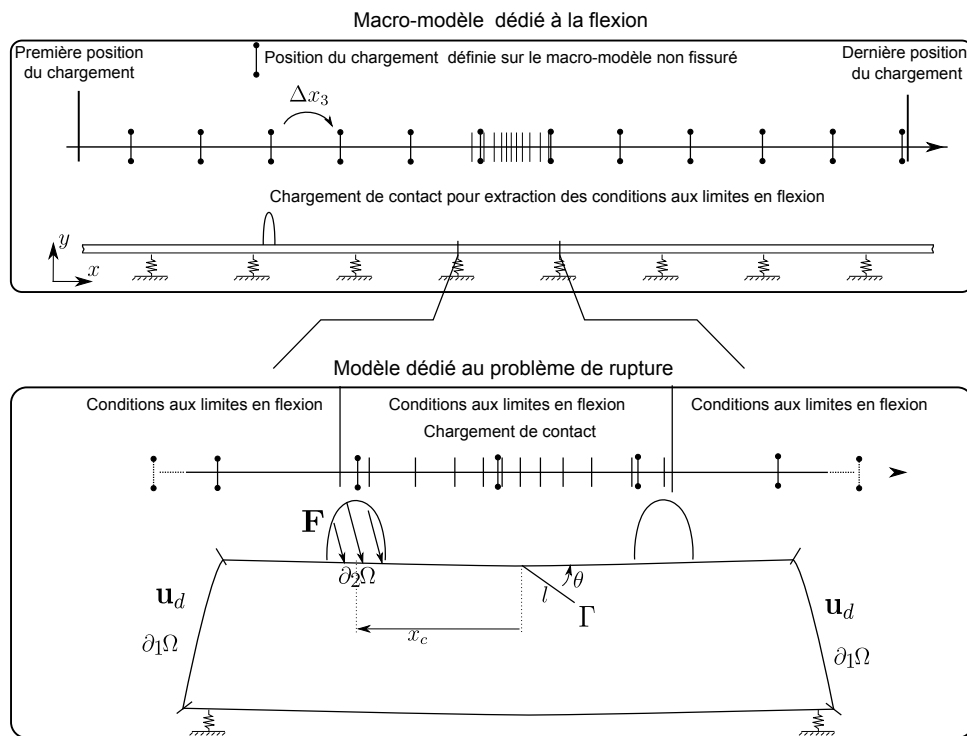 Macro-modèle dédié à la flexion
Première position
du chargement
Position du chargement définie sur le macro-modèle non fissuré
Dernière position
du chargement
Δx₃
Chargement de contact pour extraction des conditions aux limites en flexion
y
x
Modèle dédié au problème de rupture
Conditions aux limites en flexion
Conditions aux limites en flexion
Chargement de contact
Conditions aux limites en flexion
F
∂₂Ω
θ
l
Γ
x_c
u_d
∂₁Ω
u_d
∂₁Ω